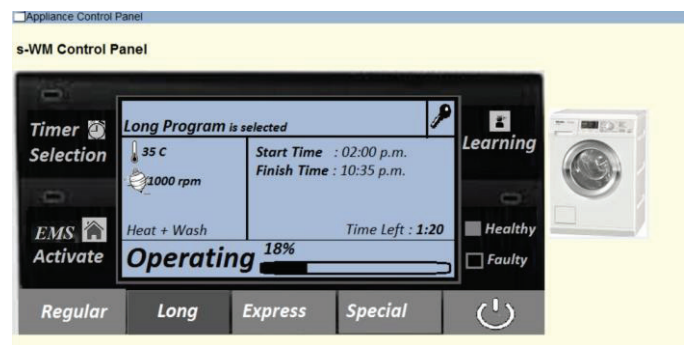 Appliance Control Panel
s-WM Control Panel
Timer
Selection
Long Program is selected
Learning
35 C
1000 rpm
Start Time : 02:00 p.m.
Finish Time : 10:35 p.m.
EMS
Activate
Heat + Wash
Time Left : 1:20
Healthy
Faulty
Operating 18%
Regular
Long
Express
Special